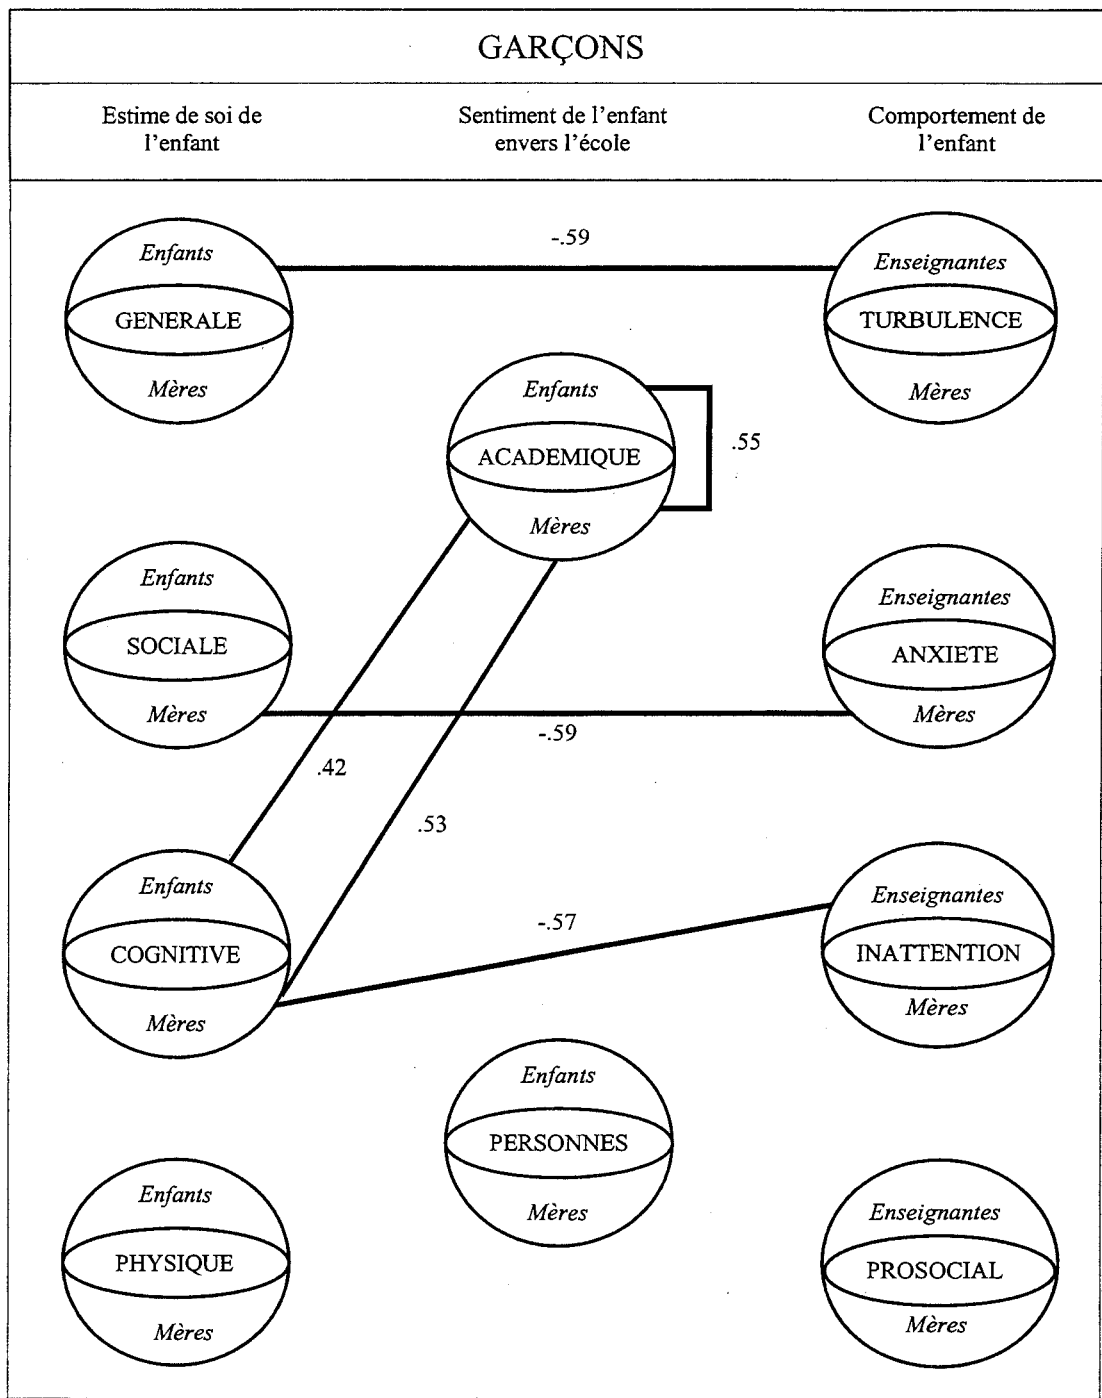 GARÇONS
Estime de soi de
l'enfant
Sentiment de l'enfant
envers l'école
Comportement de
l'enfant
-.59
Enfants
GENERALE
Mères
Enseignantes
TURBULENCE
Mères
Enfants
ACADEMIQUE
Mères
.55
Enfants
SOCIALE
Mères
Enseignantes
ANXIETE
Mères
-.59
.42
.53
Enfants
COGNITIVE
Mères
-.57
Enseignantes
INATTENTION
Mères
Enfants
PERSONNES
Mères
Enfants
PHYSIQUE
Mères
Enseignantes
PROSOCIAL
Mères